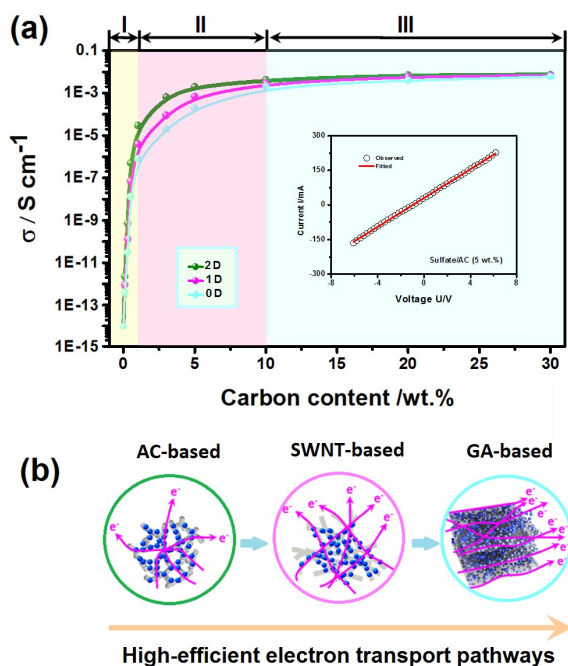 (a)
I II III
0.1
1E-3
1E-5
1E-7
1E-9
1E-11
1E-13
1E-15
σ / S cm⁻¹
2 D
1 D
0 D
300
150
0
-150
-300
Current I/mA
Observed
Fitted
Sulfate/AC (5 wt.%)
-8 -4 0 4 8
Voltage U/V
0 5 10 15 20 25 30
Carbon content /wt.%
(b)
AC-based SWNT-based GA-based
e⁻ e⁻ e⁻
e⁻ e⁻ e⁻ e⁻
e⁻ e⁻ e⁻ e⁻ e⁻ e⁻
High-efficient electron transport pathways